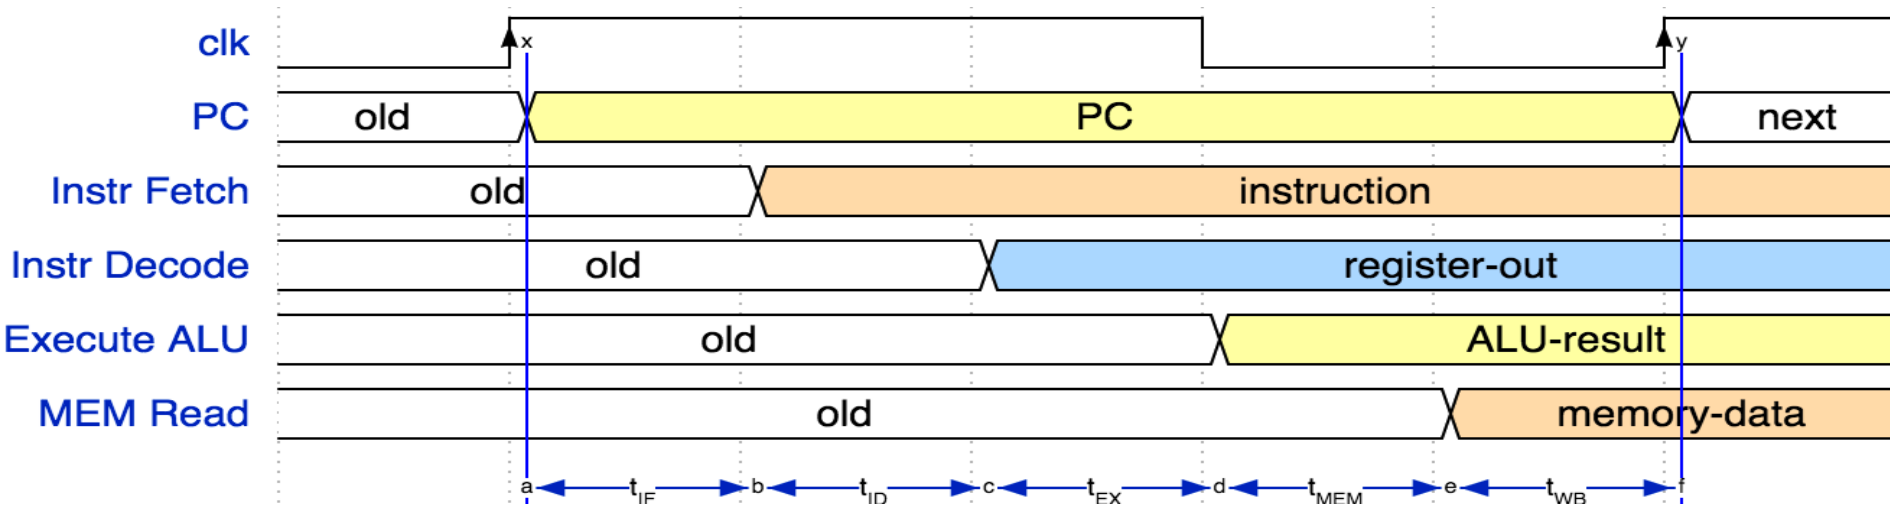 clk x y
PC old PC next
Instr Fetch old instruction
Instr Decode old register-out
Execute ALU old ALU-result
MEM Read old memory-data
a tIF b tID c tEX d tMEM e tWB f